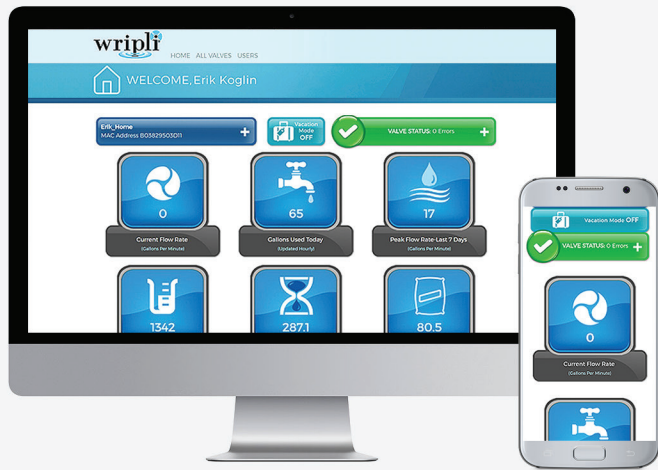 wripli
HOME ALL VALVES USERS
WELCOME, Erik Koglin
Erik_Home
MAC Address B03829503D11
+
Vacation
Mode
OFF
VALVE STATUS: 0 Errors
+
0
Current Flow Rate
(Gallons Per Minute)
65
Gallons Used Today
(Updated Hourly)
17
Peak Flow Rate-Last 7 Days
(Gallons Per Minute)
1342
287.1
80.5
Vacation Mode OFF
VALVE STATUS: 0 Errors +
0
Current Flow Rate
(Gallons Per Minute)